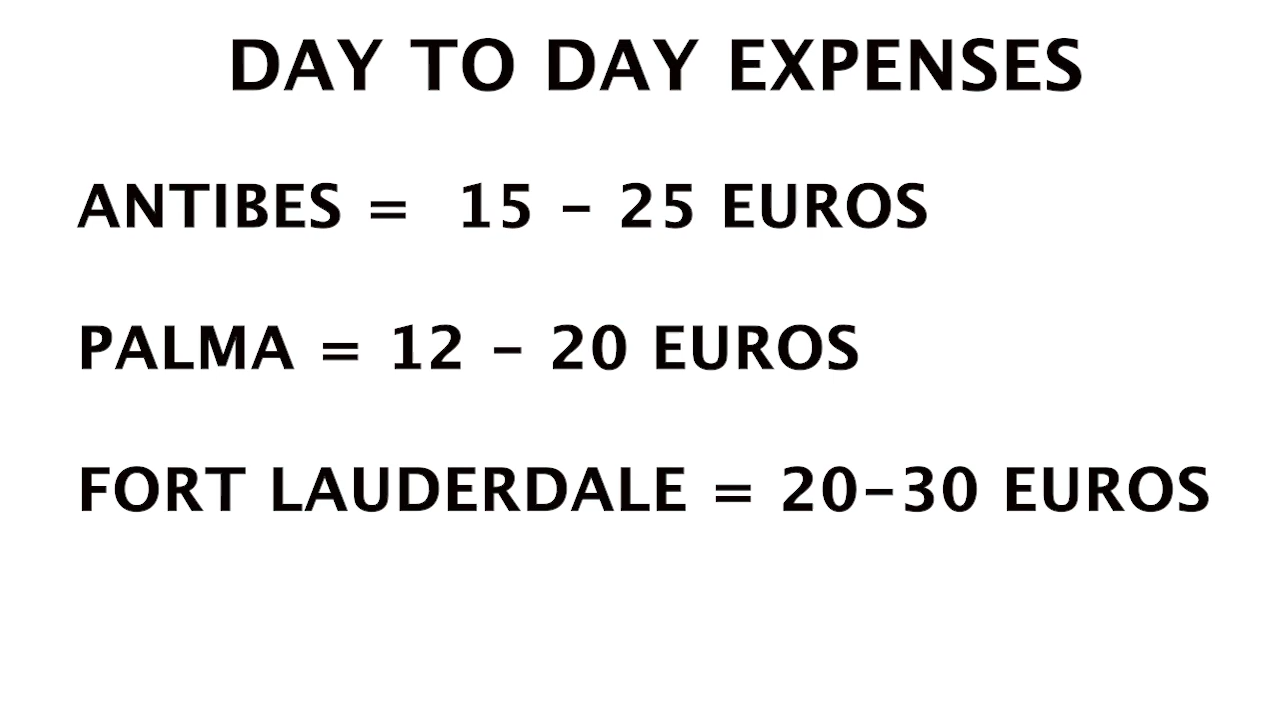 DAY TO DAY EXPENSES
ANTIBES =  15 – 25 EUROS
PALMA = 12 – 20 EUROS
FORT LAUDERDALE = 20–30 EUROS